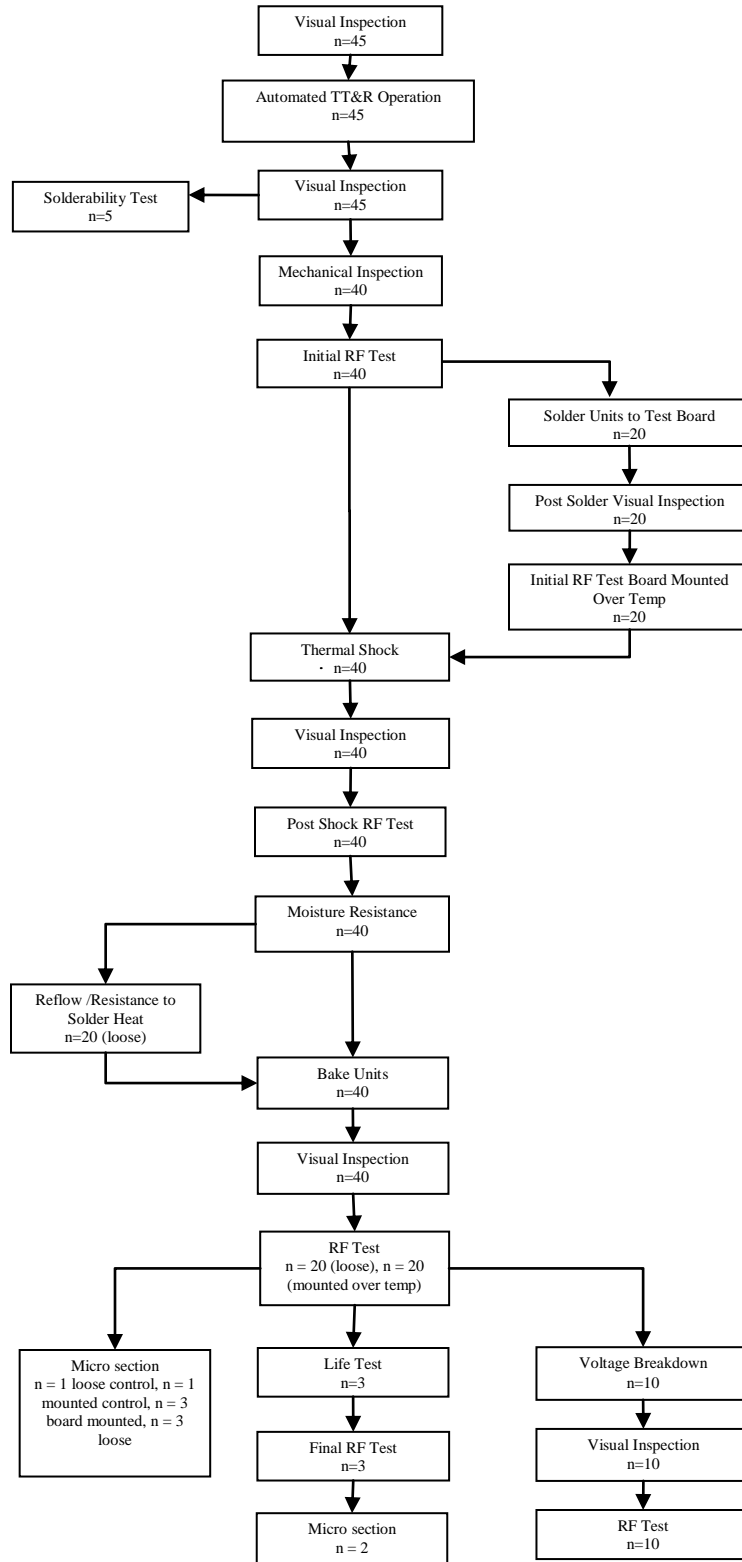 Visual Inspection
n=45
Automated TT&R Operation
n=45
Solderability Test
n=5
Visual Inspection
n=45
Mechanical Inspection
n=40
Initial RF Test
n=40
Solder Units to Test Board
n=20
Post Solder Visual Inspection
n=20
Initial RF Test Board Mounted
Over Temp
n=20
Thermal Shock
· n=40
Visual Inspection
n=40
Post Shock RF Test
n=40
Moisture Resistance
n=40
Reflow /Resistance to
Solder Heat
n=20 (loose)
Bake Units
n=40
Visual Inspection
n=40
RF Test
n = 20 (loose), n = 20
(mounted over temp)
Micro section
n = 1 loose control, n = 1
mounted control, n = 3
board mounted, n = 3
loose
Life Test
n=3
Final RF Test
n=3
Micro section
n = 2
Voltage Breakdown
n=10
Visual Inspection
n=10
RF Test
n=10